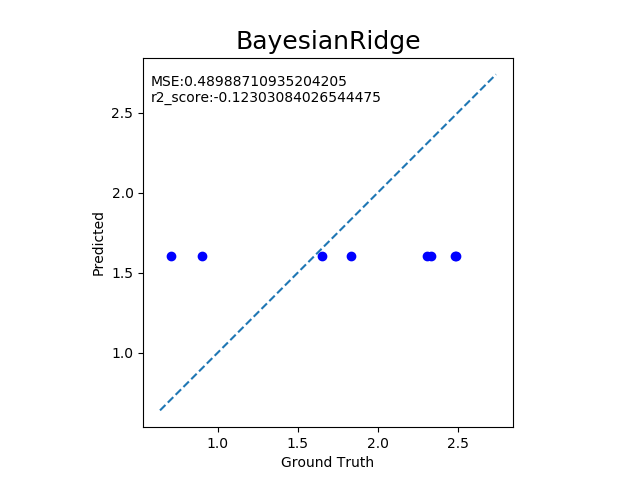 BayesianRidge
MSE:0.48988710935204205
r2_score:-0.12303084026544475
2.5
2.0
1.5
1.0
Predicted
1.0 1.5 2.0 2.5
Ground Truth